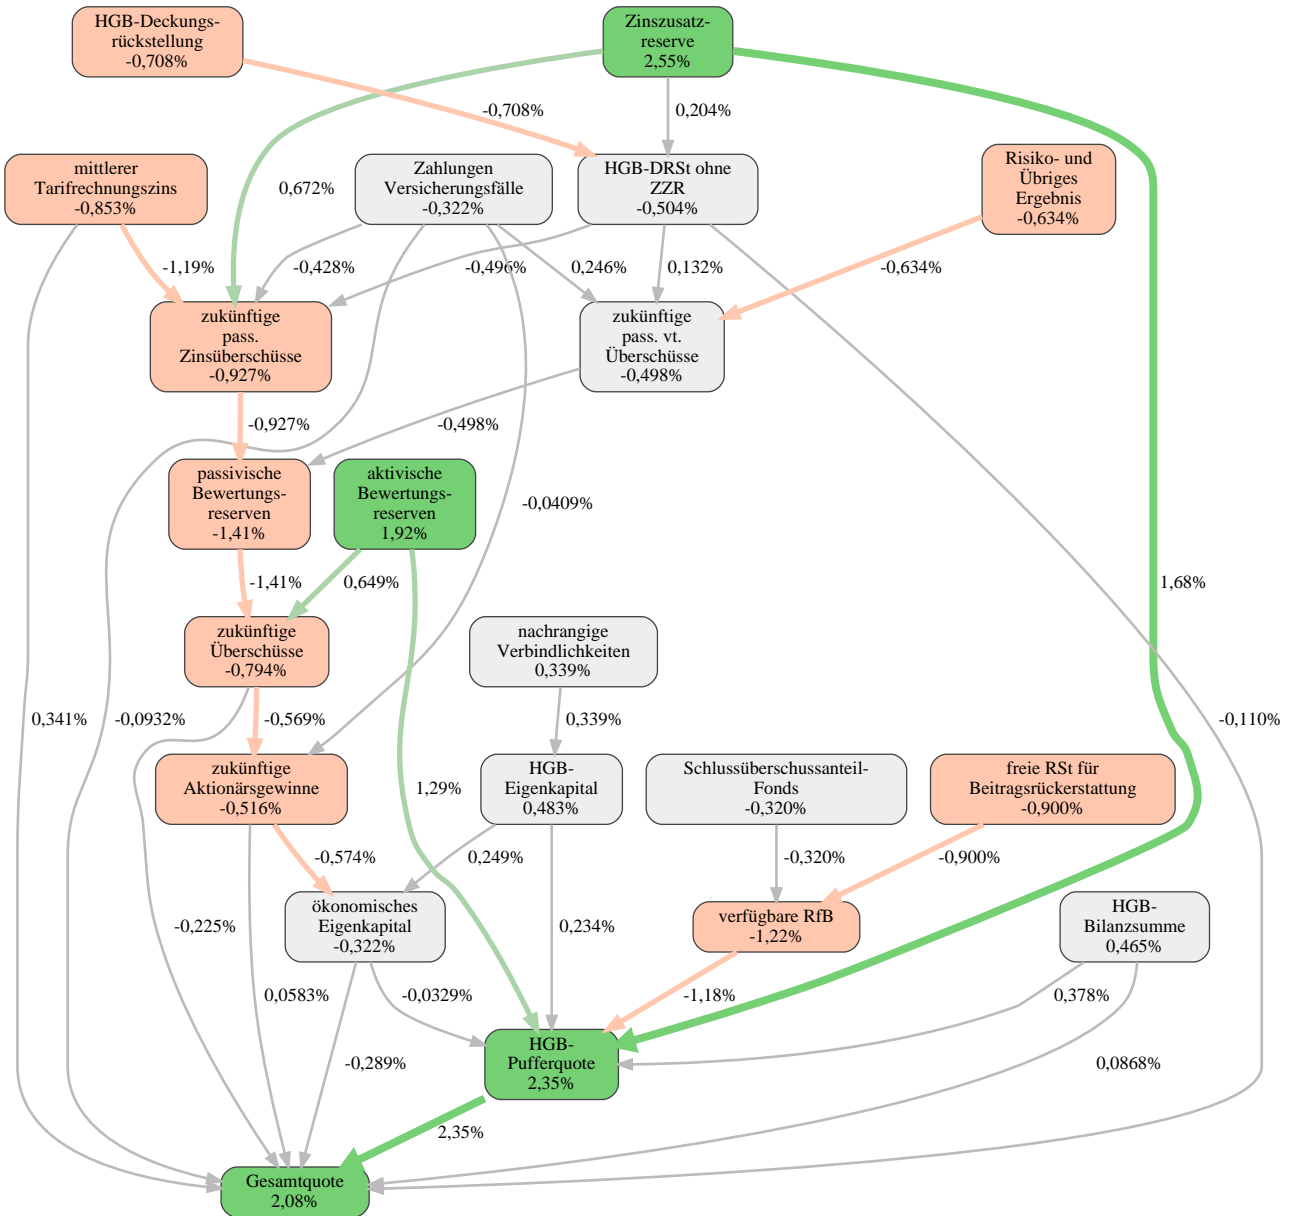 HGB-Deckungs-
rückstellung
-0,708%
Zinszusatz-
reserve
2,55%
-0,708%
0,204%
mittlerer
Tarifrechnungszins
-0,853%
0,672%
Zahlungen
Versicherungsfälle
-0,322%
HGB-DRSt ohne
ZZR
-0,504%
Risiko- und
Übriges
Ergebnis
-0,634%
-1,19%
-0,428%
-0,496%
0,246%
0,132%
-0,634%
zukünftige
pass.
Zinsüberschüsse
-0,927%
zukünftige
pass. vt.
Überschüsse
-0,498%
-0,927%
-0,498%
passivische
Bewertungs-
reserven
-1,41%
aktivische
Bewertungs-
reserven
1,92%
-0,0409%
-1,41%
0,649%
1,68%
zukünftige
Überschüsse
-0,794%
nachrangige
Verbindlichkeiten
0,339%
0,341%
-0,0932%
-0,569%
0,339%
-0,110%
zukünftige
Aktionärsgewinne
-0,516%
1,29%
HGB-
Eigenkapital
0,483%
Schlussüberschussanteil-
Fonds
-0,320%
freie RSt für
Beitragsrückerstattung
-0,900%
-0,574%
0,249%
-0,320%
-0,900%
ökonomisches
Eigenkapital
-0,322%
-0,225%
0,234%
verfügbare RfB
-1,22%
HGB-
Bilanzsumme
0,465%
0,0583%
-0,0329%
-1,18%
0,378%
HGB-
Pufferquote
2,35%
-0,289%
0,0868%
2,35%
Gesamtquote
2,08%